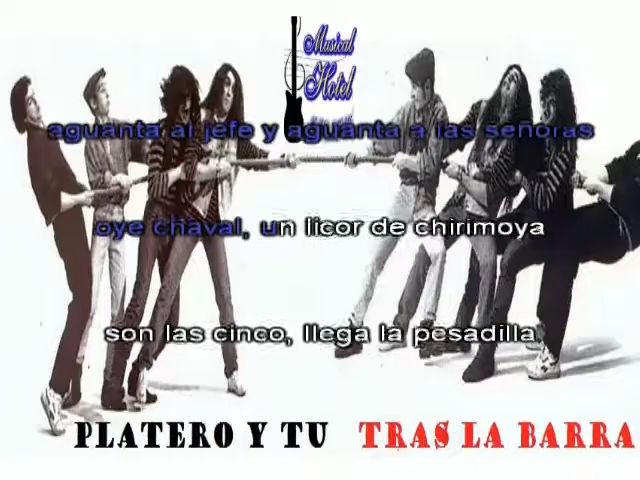 Musical
Hotel
aguanta al jefe y aguanta a las señoras
oye chaval, un licor de chirimoya
son las cinco, llega la pesadilla
PLATERO Y TU TRAS LA BARRA